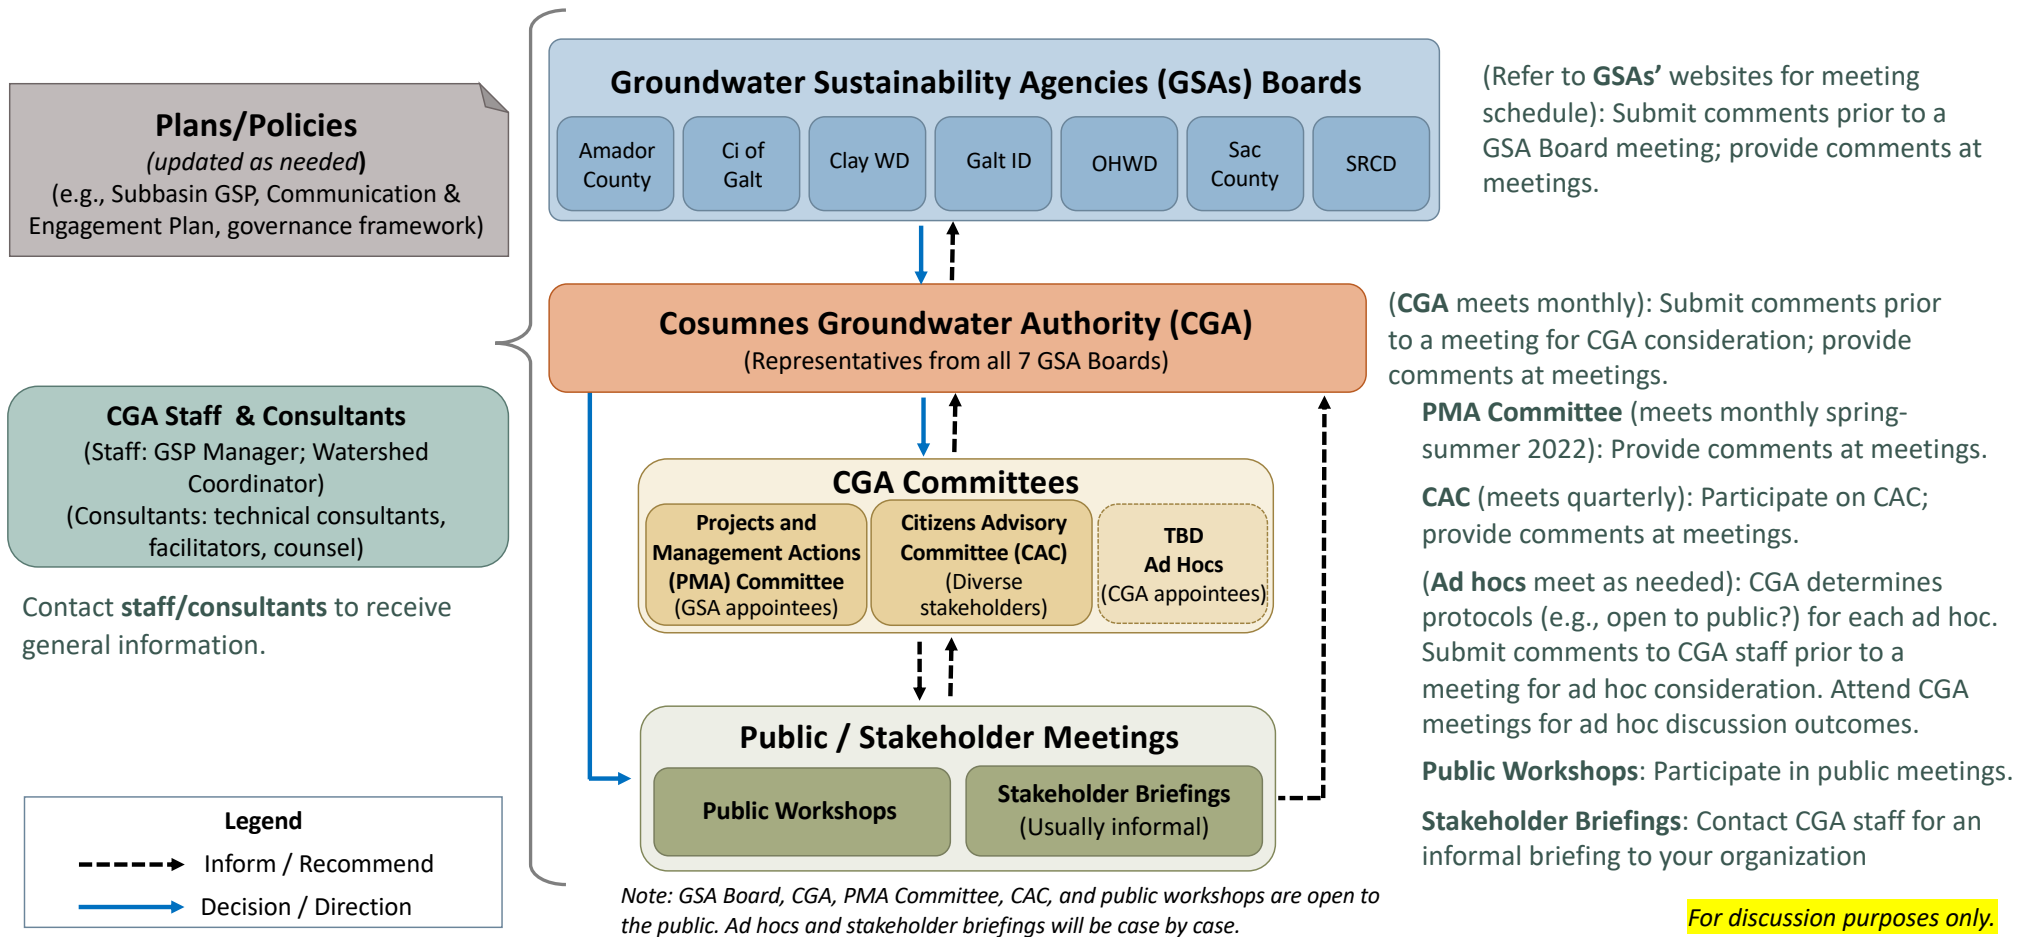 Plans/Policies
(updated as needed)
(e.g., Subbasin GSP, Communication &
Engagement Plan, governance framework)
CGA Staff & Consultants
(Staff: GSP Manager; Watershed
Coordinator)
(Consultants: technical consultants,
facilitators, counsel)
Contact staff/consultants to receive
general information.
Legend
Inform / Recommend
Decision / Direction
Groundwater Sustainability Agencies (GSAs) Boards
Amador
County
Ci of
Galt
Clay WD
Galt ID
OHWD
Sac
County
SRCD
Cosumnes Groundwater Authority (CGA)
(Representatives from all 7 GSA Boards)
CGA Committees
Projects and
Management Actions
(PMA) Committee
(GSA appointees)
Citizens Advisory
Committee (CAC)
(Diverse
stakeholders)
TBD
Ad Hocs
(CGA appointees)
Public / Stakeholder Meetings
Public Workshops
Stakeholder Briefings
(Usually informal)
Note: GSA Board, CGA, PMA Committee, CAC, and public workshops are open to
the public. Ad hocs and stakeholder briefings will be case by case.
(Refer to GSAs’ websites for meeting
schedule): Submit comments prior to a
GSA Board meeting; provide comments at
meetings.
(CGA meets monthly): Submit comments prior
to a meeting for CGA consideration; provide
comments at meetings.
PMA Committee (meets monthly spring-
summer 2022): Provide comments at meetings.
CAC (meets quarterly): Participate on CAC;
provide comments at meetings.
(Ad hocs meet as needed): CGA determines
protocols (e.g., open to public?) for each ad hoc.
Submit comments to CGA staff prior to a
meeting for ad hoc consideration. Attend CGA
meetings for ad hoc discussion outcomes.
Public Workshops: Participate in public meetings.
Stakeholder Briefings: Contact CGA staff for an
informal briefing to your organization
For discussion purposes only.